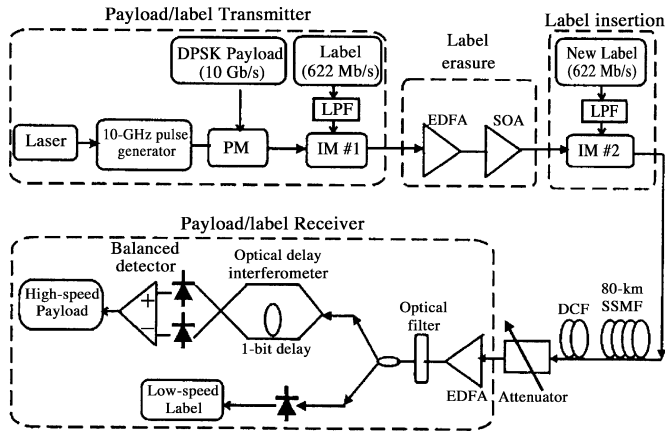 Payload/label Transmitter
DPSK Payload
(10 Gb/s)
Label
(622 Mb/s)
LPF
Laser
10-GHz pulse
generator
PM
IM #1
Label
erasure
EDFA
SOA
Label insertion
New Label
(622 Mb/s)
LPF
IM #2
Payload/label Receiver
Balanced
detector
Optical delay
interferometer
High-speed
Payload
+
−
1-bit delay
Low-speed
Label
Optical
filter
EDFA
Attenuator
DCF
80-km
SSMF